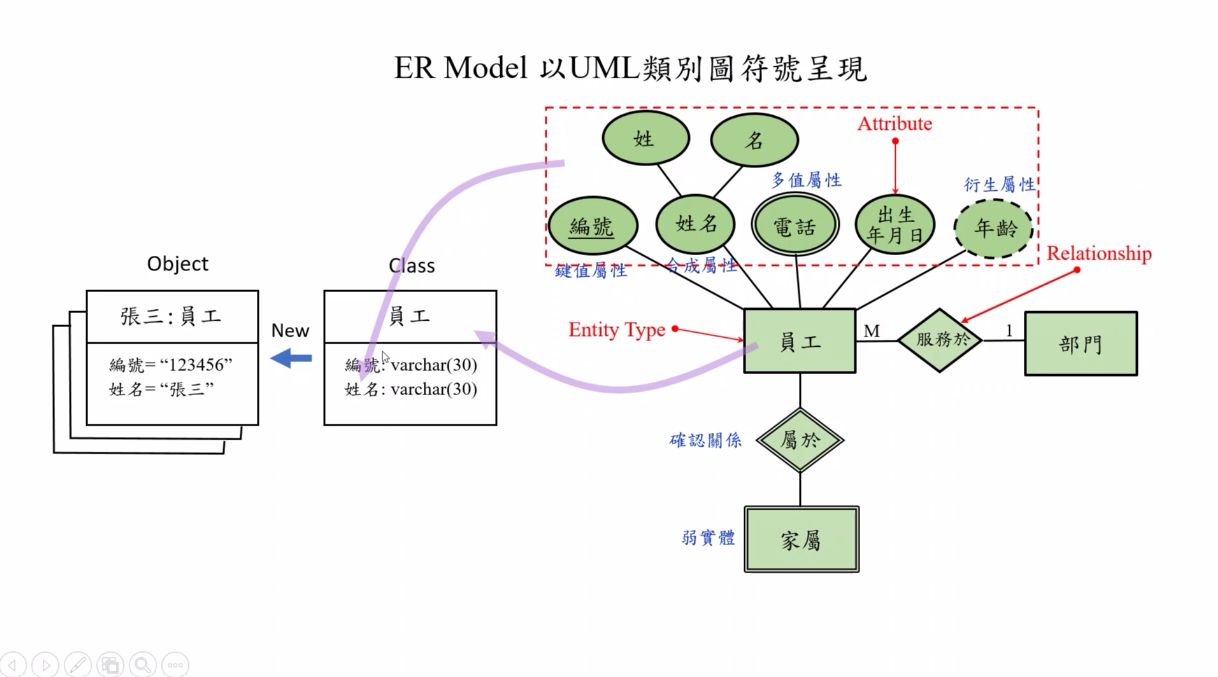 ER Model 以UML類別圖符號呈現
Attribute
姓
名
多值屬性
衍生屬性
編號
姓名
電話
出生
年月日
年齡
鍵值屬性
合成屬性
Relationship
Object
Class
張三:員工
New
員工
編號= “123456”
姓名= “張三”
編號: varchar(30)
姓名: varchar(30)
Entity Type
員工
M
服務於
1
部門
確認關係
屬於
弱實體
家屬